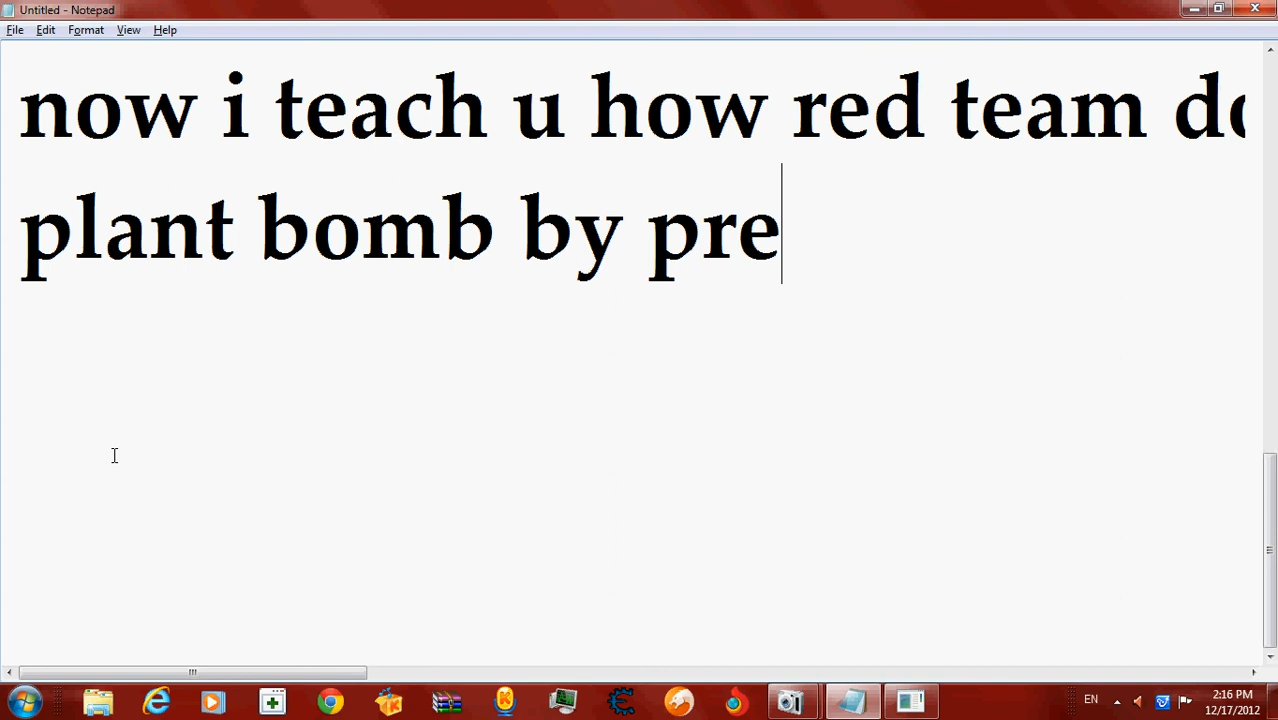 Untitled - Notepad
File Edit Format View Help
now i teach u how red team do
plant bomb by pre
EN
2:16 PM
12/17/2012